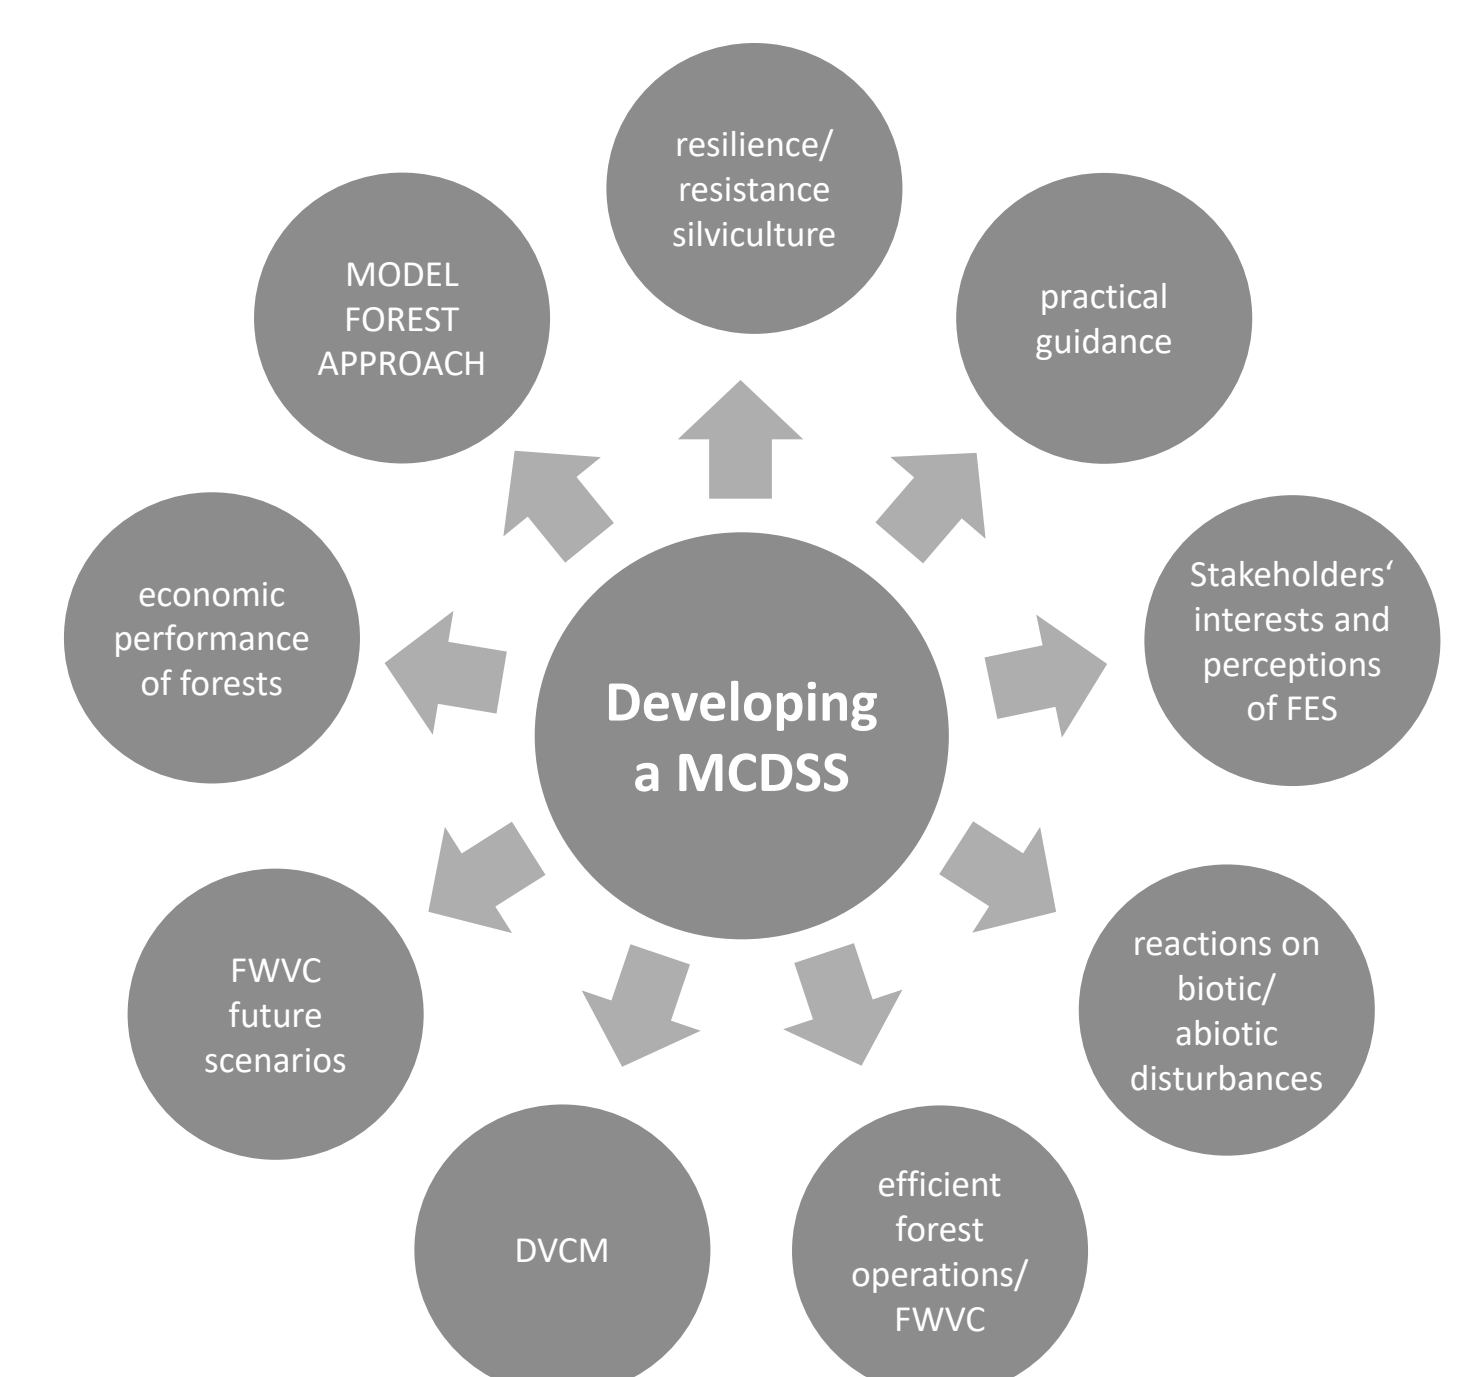 resilience/
resistance
silviculture
practical
guidance
Stakeholders‘
interests and
perceptions
of FES
reactions on
biotic/
abiotic
disturbances
efficient
forest
operations/
FWVC
DVCM
FWVC
future
scenarios
economic
performance
of forests
MODEL
FOREST
APPROACH
Developing
a MCDSS